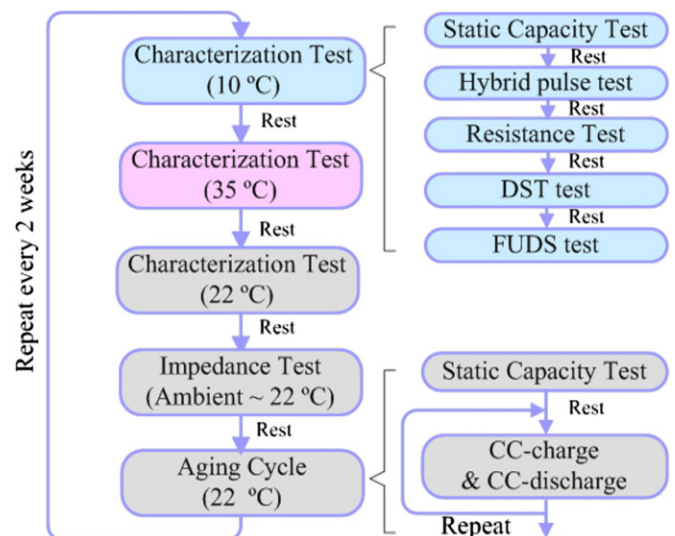 Repeat every 2 weeks
Characterization Test
(10 ºC)
Rest
Characterization Test
(35 ºC)
Rest
Characterization Test
(22 ºC)
Rest
Impedance Test
(Ambient ~ 22 ºC)
Rest
Aging Cycle
(22 ºC)
Static Capacity Test
Rest
Hybrid pulse test
Rest
Resistance Test
Rest
DST test
Rest
FUDS test
Static Capacity Test
Rest
CC-charge
& CC-discharge
Repeat